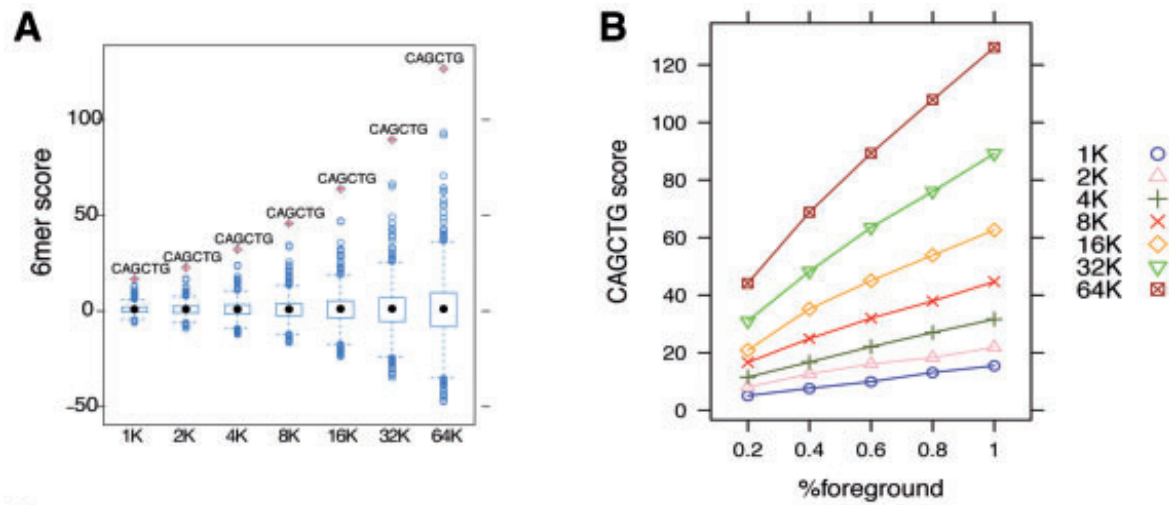 A
6mer score
100
50
0
-50
CAGCTG
CAGCTG
CAGCTG
CAGCTG
CAGCTG
CAGCTG
CAGCTG
1K 2K 4K 8K 16K 32K 64K
B
CAGCTG score
120
100
80
60
40
20
0
0.2 0.4 0.6 0.8 1
%foreground
1K
2K
4K
8K
16K
32K
64K